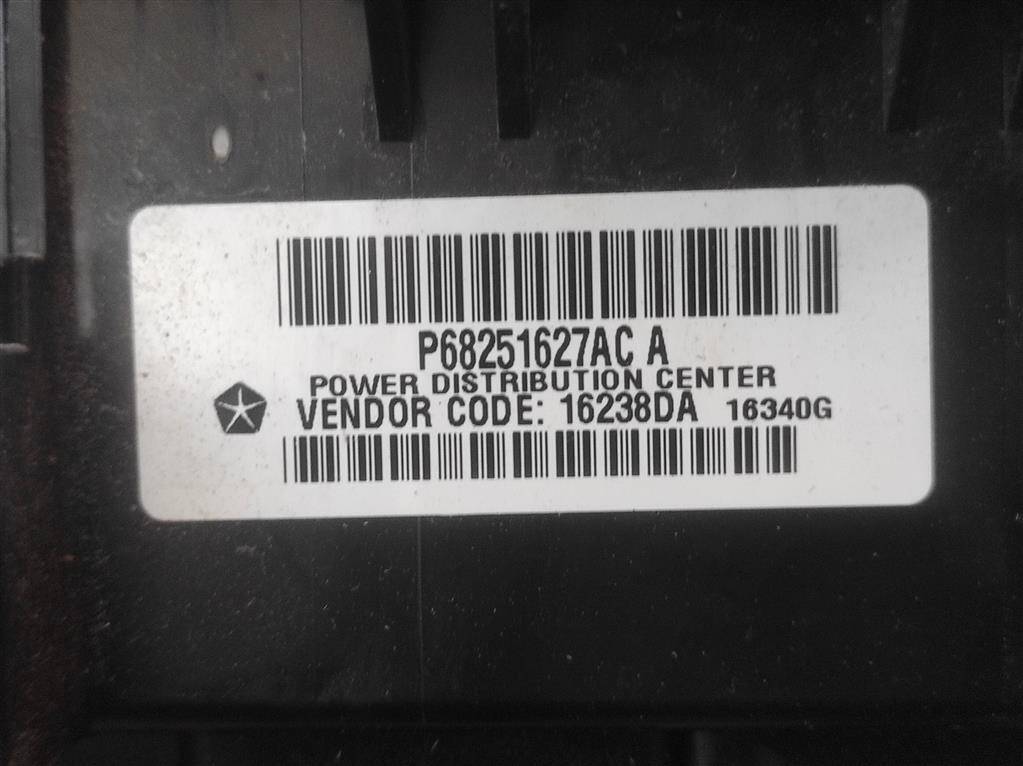 P68251627AC A
POWER DISTRIBUTION CENTER
VENDOR CODE: 16238DA 16340G